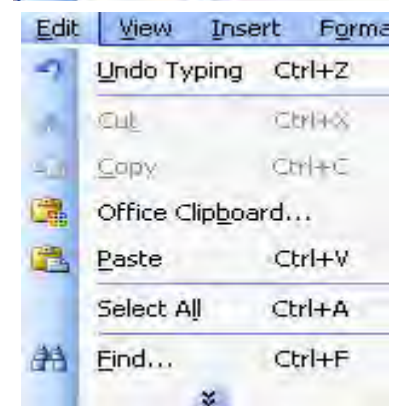 Edit View Insert Forma
Undo Typing Ctrl+Z
Cut Ctrl+X
Copy Ctrl+C
Office Clipboard...
Paste Ctrl+V
Select All Ctrl+A
Find... Ctrl+F